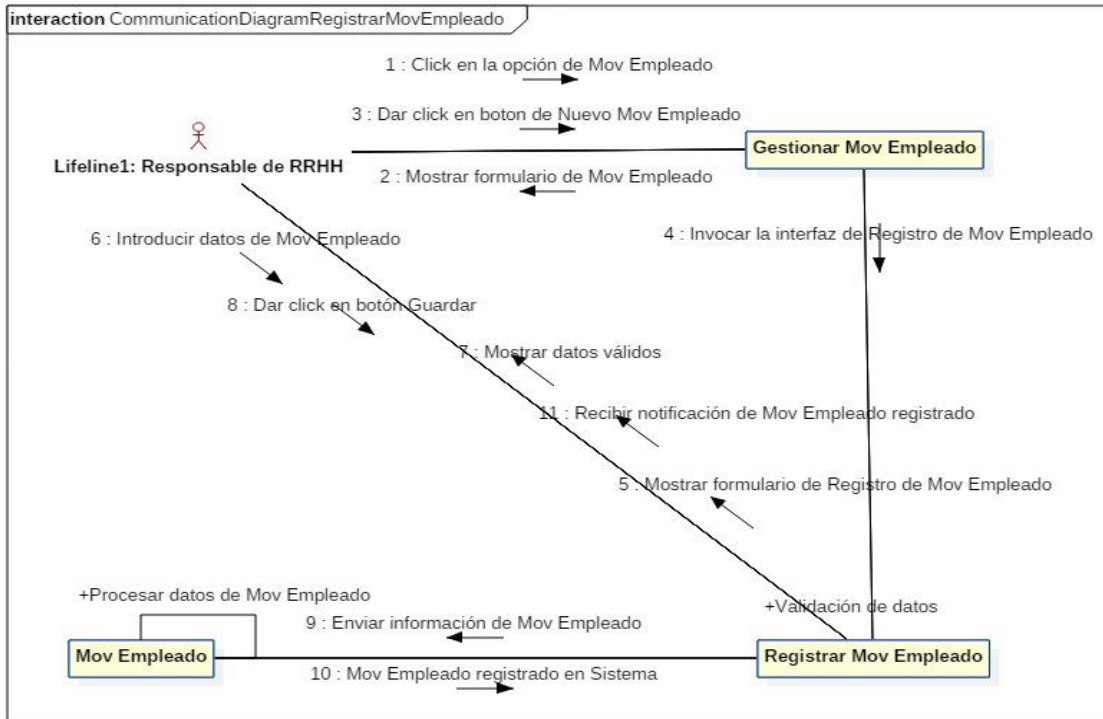 interaction CommunicationDiagramRegistrarMovEmpleado
1 : Click en la opción de Mov Empleado
3 : Dar click en boton de Nuevo Mov Empleado
Gestionar Mov Empleado
Lifeline1: Responsable de RRHH
2 : Mostrar formulario de Mov Empleado
6 : Introducir datos de Mov Empleado
4 : Invocar la interfaz de Registro de Mov Empleado
8 : Dar click en botón Guardar
7 : Mostrar datos válidos
11 : Recibir notificación de Mov Empleado registrado
5 : Mostrar formulario de Registro de Mov Empleado
+Procesar datos de Mov Empleado
+Validación de datos
9 : Enviar información de Mov Empleado
Mov Empleado
Registrar Mov Empleado
10 : Mov Empleado registrado en Sistema